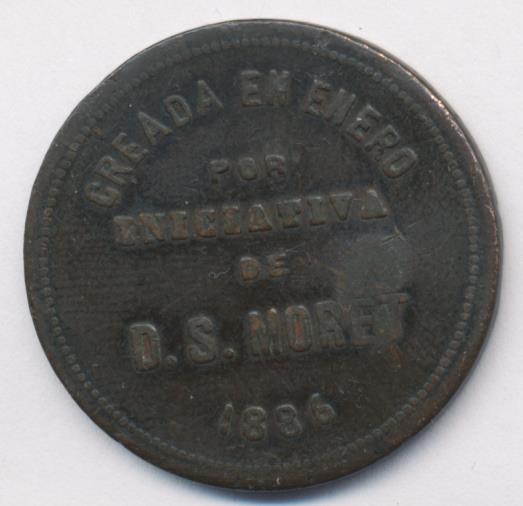 CREADA EN ENERO
POR
INICIATIVA
DE
D. S. MORET
1886